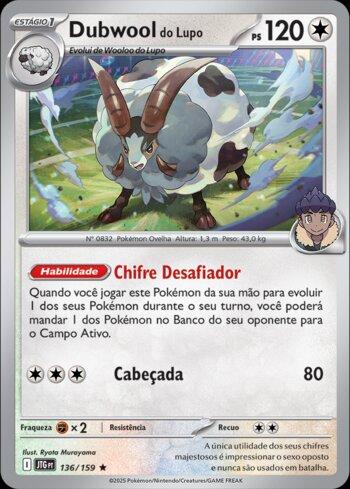 ESTÁGIO 1
Dubwool do Lupo
PS 120
Evolui de Wooloo do Lupo
Nº 0832 Pokémon Ovelha Altura: 1,3 m Peso: 43,0 kg
Habilidade Chifre Desafiador
Quando você jogar este Pokémon da sua mão para evoluir
1 dos seus Pokémon durante o seu turno, você poderá
mandar 1 dos Pokémon no Banco do seu oponente para
o Campo Ativo.
Cabeçada 80
Fraqueza ×2 Resistência Recuo
Ilust. Ryota Murayama
I JTG PT 136/159 ★
A única utilidade de seus chifres
majestosos é impressionar o sexo oposto
e nunca são usados em batalha.
©2025 Pokémon/Nintendo/Creatures/GAME FREAK